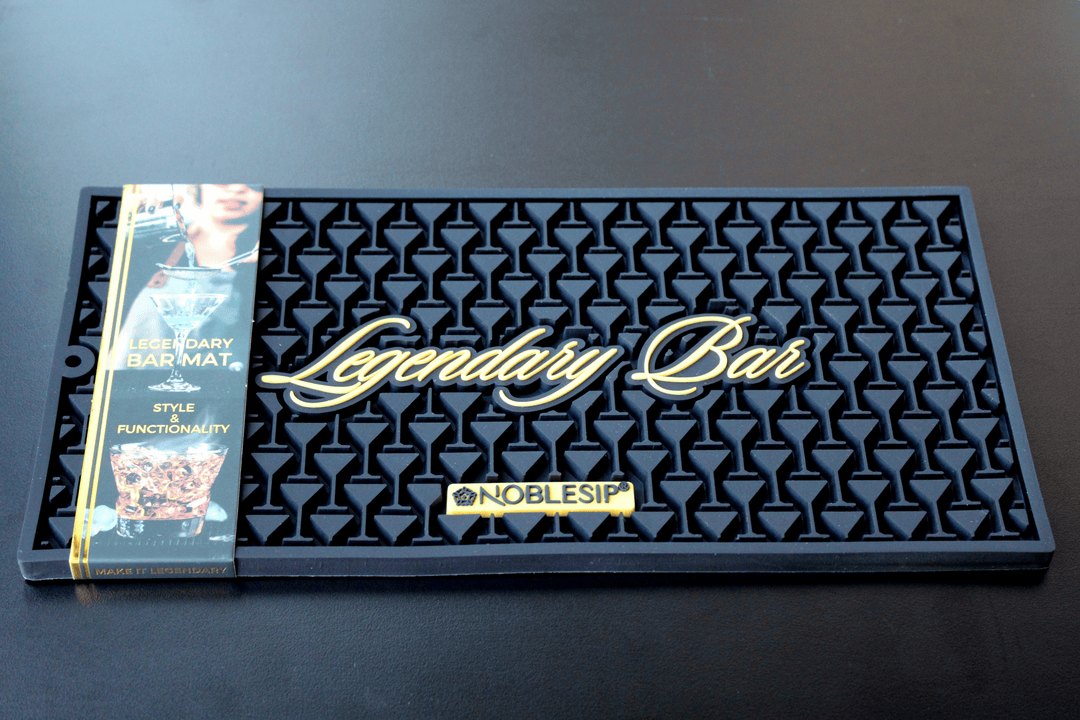 LEGENDARY
BAR MAT
STYLE
&
FUNCTIONALITY
MAKE IT LEGENDARY
Legendary Bar
NOBLESIP®